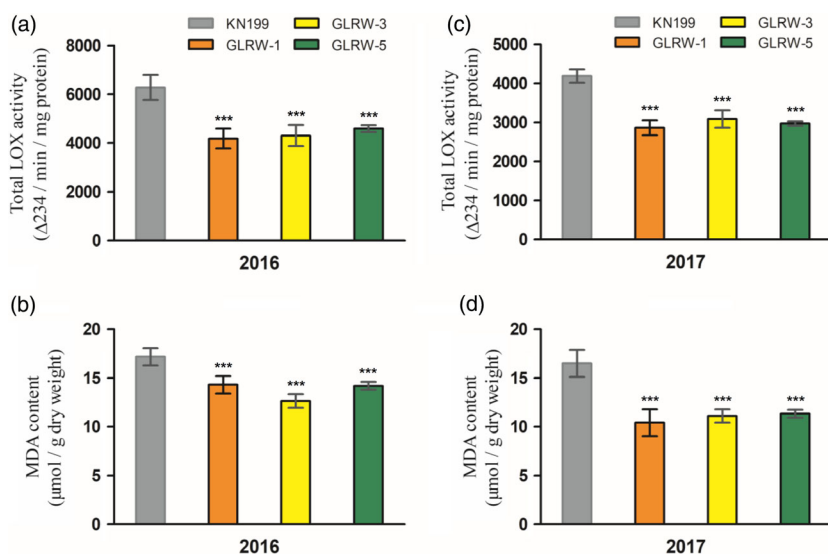 (a)
KN199 GLRW-3
GLRW-1 GLRW-5
Total LOX activity
(Δ234 / min / mg protein)
8000
6000
4000
2000
0
***
***
***
2016
(c)
KN199 GLRW-3
GLRW-1 GLRW-5
Total LOX activity
(Δ234 / min / mg protein)
5000
4000
3000
2000
1000
0
***
***
***
2017
(b)
MDA content
(μmol / g dry weight)
20
15
10
5
0
***
***
***
2016
(d)
MDA content
(μmol / g dry weight)
20
15
10
5
0
***
***
***
2017